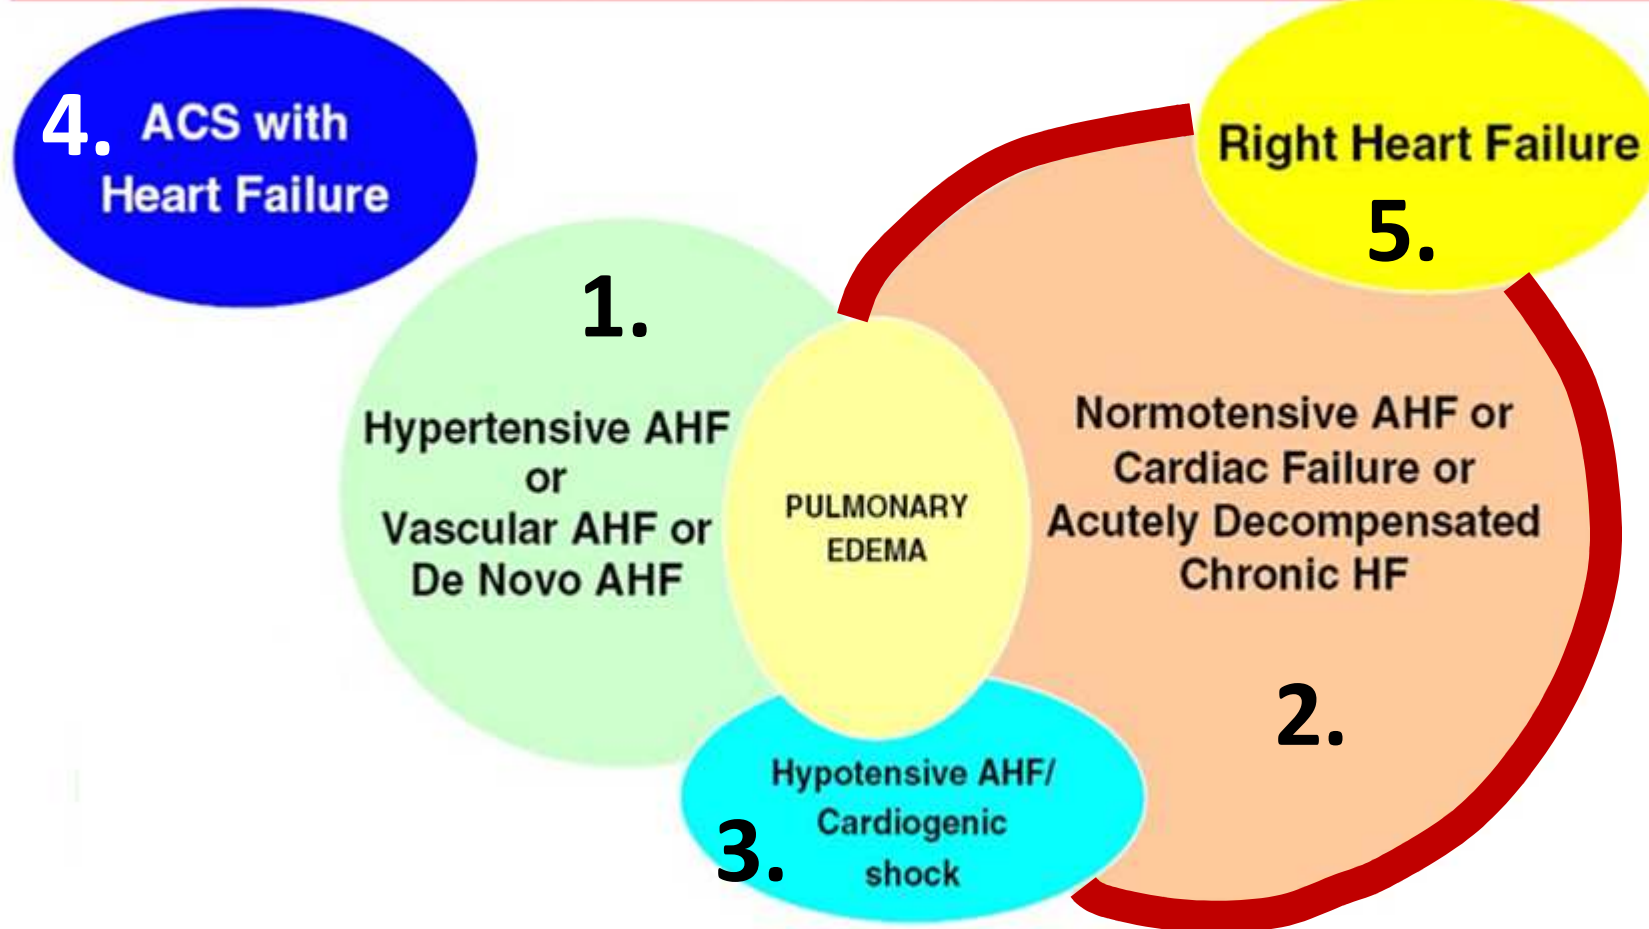 4. ACS with
Heart Failure
Right Heart Failure
5.
1.
Hypertensive AHF
or
Vascular AHF or
De Novo AHF
PULMONARY
EDEMA
Normotensive AHF or
Cardiac Failure or
Acutely Decompensated
Chronic HF
2.
Hypotensive AHF/
Cardiogenic
3.
shock